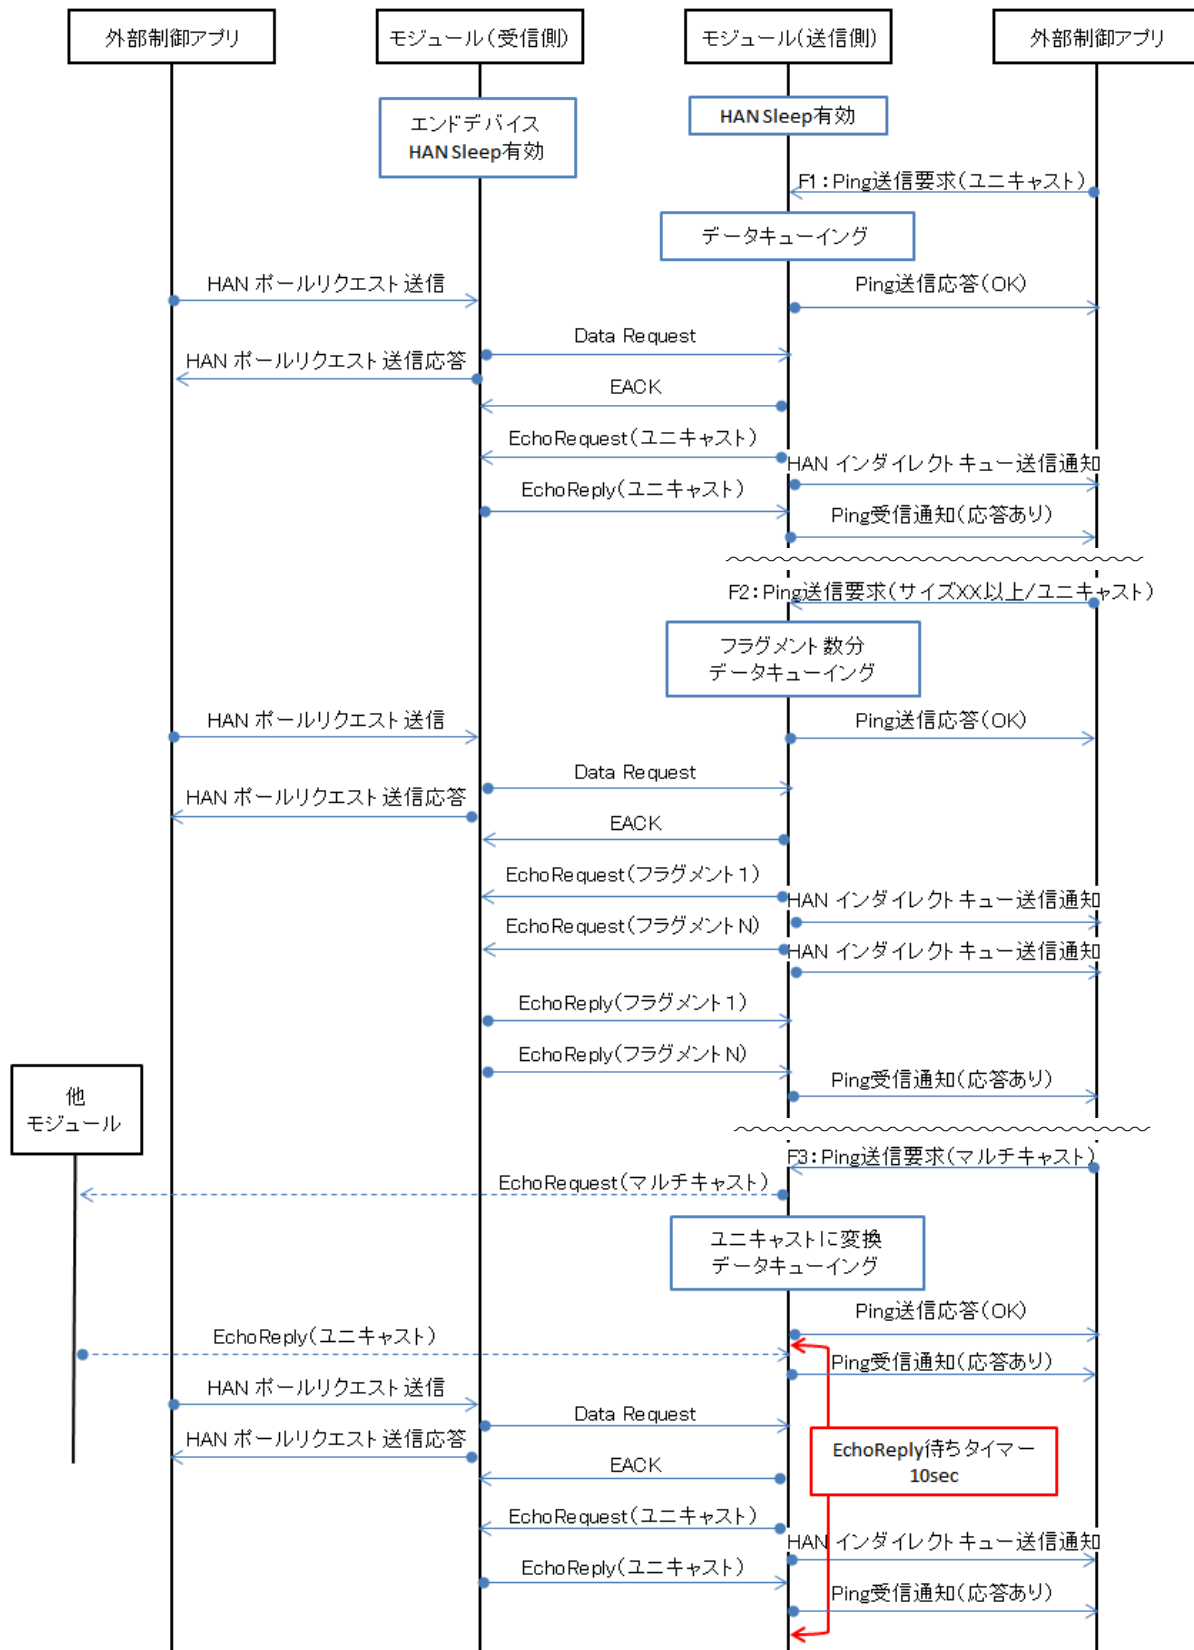 外部制御アプリ
モジュール(受信側)
モジュール(送信側)
外部制御アプリ
エンドデバイス
HAN Sleep有効
HAN Sleep有効
F1:Ping送信要求(ユニキャスト)
データキューイング
HAN ポールリクエスト送信
Ping送信応答(OK)
Data Request
HAN ポールリクエスト送信応答
EACK
EchoRequest(ユニキャスト)
HAN インダイレクトキュー送信通知
EchoReply(ユニキャスト)
Ping受信通知(応答あり)
F2:Ping送信要求(サイズXX以上/ユニキャスト)
フラグメント数分
データキューイング
HAN ポールリクエスト送信
Ping送信応答(OK)
Data Request
HAN ポールリクエスト送信応答
EACK
EchoRequest(フラグメント1)
HAN インダイレクトキュー送信通知
EchoRequest(フラグメントN)
HAN インダイレクトキュー送信通知
EchoReply(フラグメント1)
EchoReply(フラグメントN)
Ping受信通知(応答あり)
他
モジュール
F3:Ping送信要求(マルチキャスト)
EchoRequest(マルチキャスト)
ユニキャストに変換
データキューイング
Ping送信応答(OK)
EchoReply(ユニキャスト)
Ping受信通知(応答あり)
HAN ポールリクエスト送信
Data Request
HAN ポールリクエスト送信応答
EchoReply待ちタイマー
10sec
EACK
EchoRequest(ユニキャスト)
HAN インダイレクトキュー送信通知
EchoReply(ユニキャスト)
Ping受信通知(応答あり)